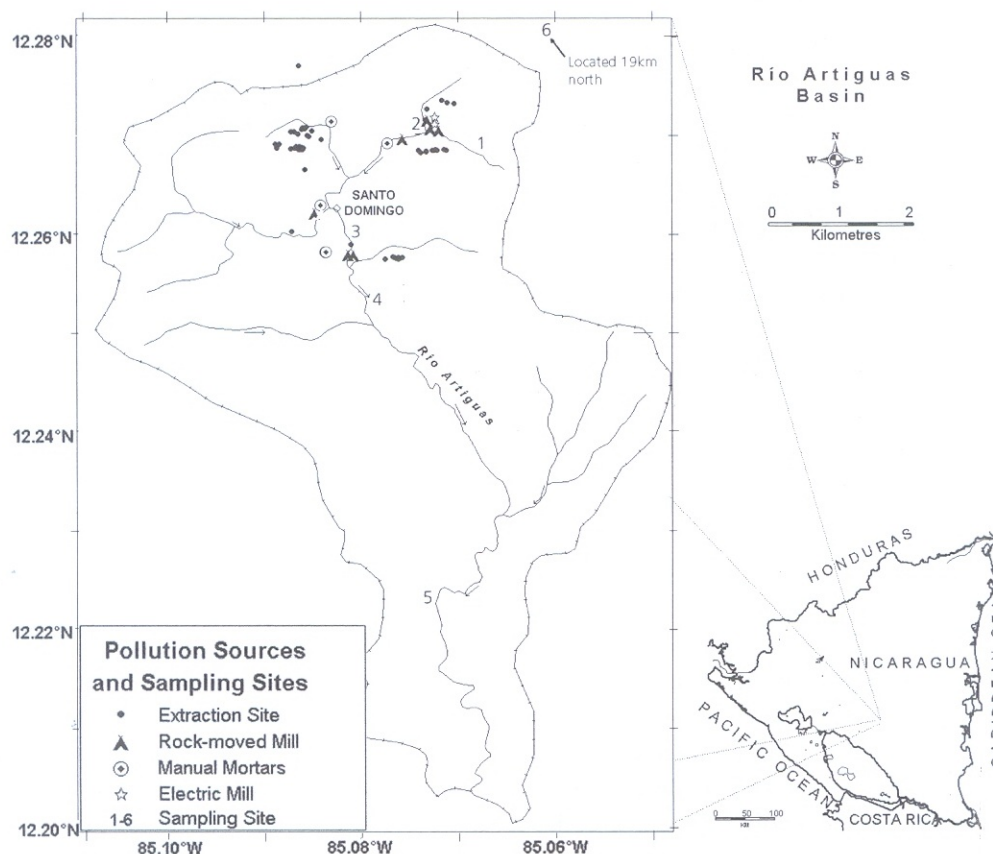 12.28°N
12.26°N
12.24°N
12.22°N
12.20°N
85.10°W
85.08°W
85.06°W
6
Located 19km
north
2
1
SANTO
DOMINGO
3
4
Río Artiguas
5
Pollution Sources
and Sampling Sites
Extraction Site
Rock-moved Mill
Manual Mortars
Electric Mill
1-6 Sampling Site
Río Artiguas
Basin
N
W E
S
0 1 2
Kilometres
HONDURAS
NICARAGUA
PACIFIC OCEAN
COSTA RICA
0 50 100